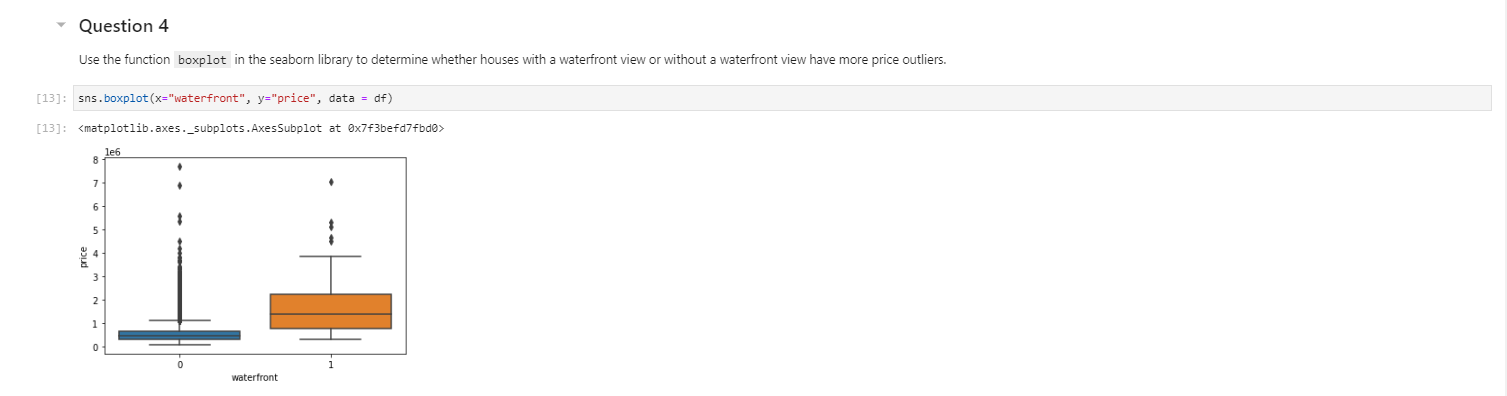 Question 4
Use the function boxplot in the seaborn library to determine whether houses with a waterfront view or without a waterfront view have more price outliers.
[13]: sns.boxplot(x="waterfront", y="price", data = df)
[13]: <matplotlib.axes._subplots.AxesSubplot at 0x7f3befd7fbd0>
1e6
8
7
6
5
4
3
2
1
0
price
0 1
waterfront